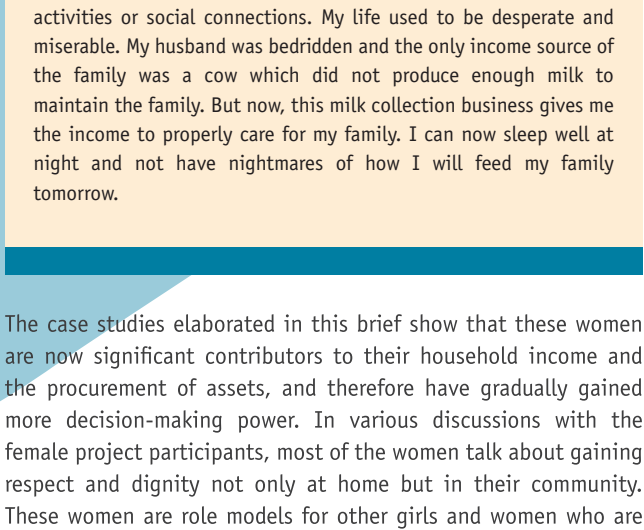 activities or social connections. My life used to be desperate and
miserable. My husband was bedridden and the only income source of
the family was a cow which did not produce enough milk to
maintain the family. But now, this milk collection business gives me
the income to properly care for my family. I can now sleep well at
night and not have nightmares of how I will feed my family
tomorrow.
The case studies elaborated in this brief show that these women
are now significant contributors to their household income and
the procurement of assets, and therefore have gradually gained
more decision-making power. In various discussions with the
female project participants, most of the women talk about gaining
respect and dignity not only at home but in their community.
These women are role models for other girls and women who are